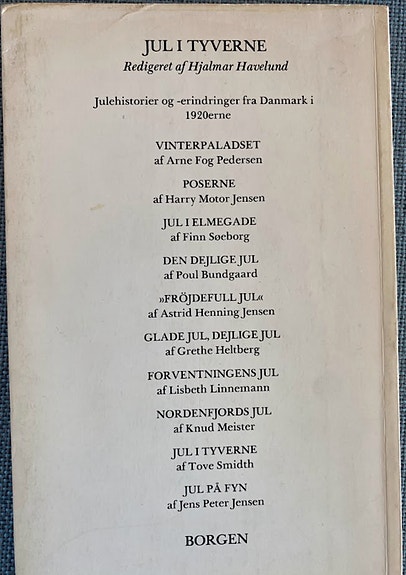 JUL I TYVERNE
Redigeret af Hjalmar Havelund
Julehistorier og -erindringer fra Danmark i
1920erne
VINTERPALADSET
af Arne Fog Pedersen
POSERNE
af Harry Motor Jensen
JUL I ELMEGADE
af Finn Søeborg
DEN DEJLIGE JUL
af Poul Bundgaard
»FRÖJDEFULL JUL«
af Astrid Henning Jensen
GLADE JUL, DEJLIGE JUL
af Grethe Heltberg
FORVENTNINGENS JUL
af Lisbeth Linnemann
NORDENFJORDS JUL
af Knud Meister
JUL I TYVERNE
af Tove Smidth
JUL PÅ FYN
af Jens Peter Jensen
BORGEN